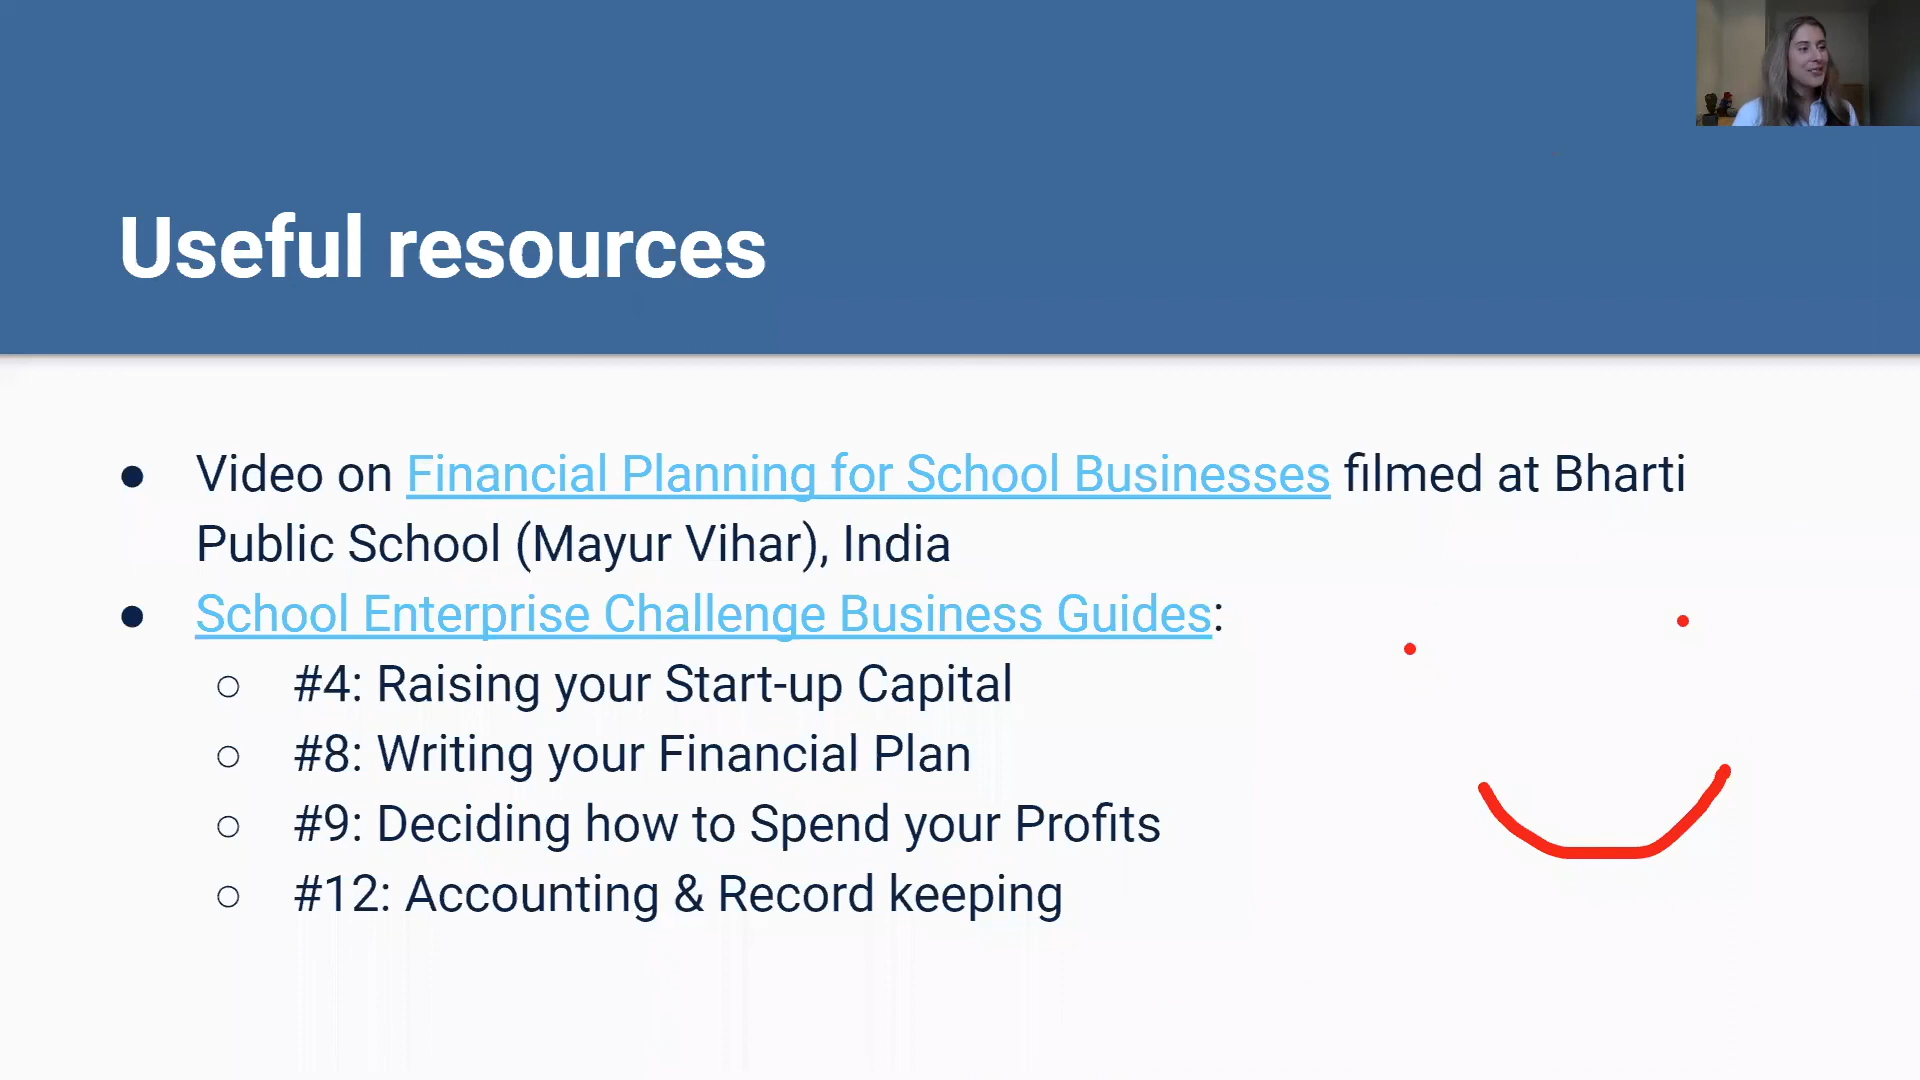 Useful resources
● Video on Financial Planning for School Businesses filmed at Bharti
Public School (Mayur Vihar), India
● School Enterprise Challenge Business Guides:
○ #4: Raising your Start-up Capital
○ #8: Writing your Financial Plan
○ #9: Deciding how to Spend your Profits
○ #12: Accounting & Record keeping